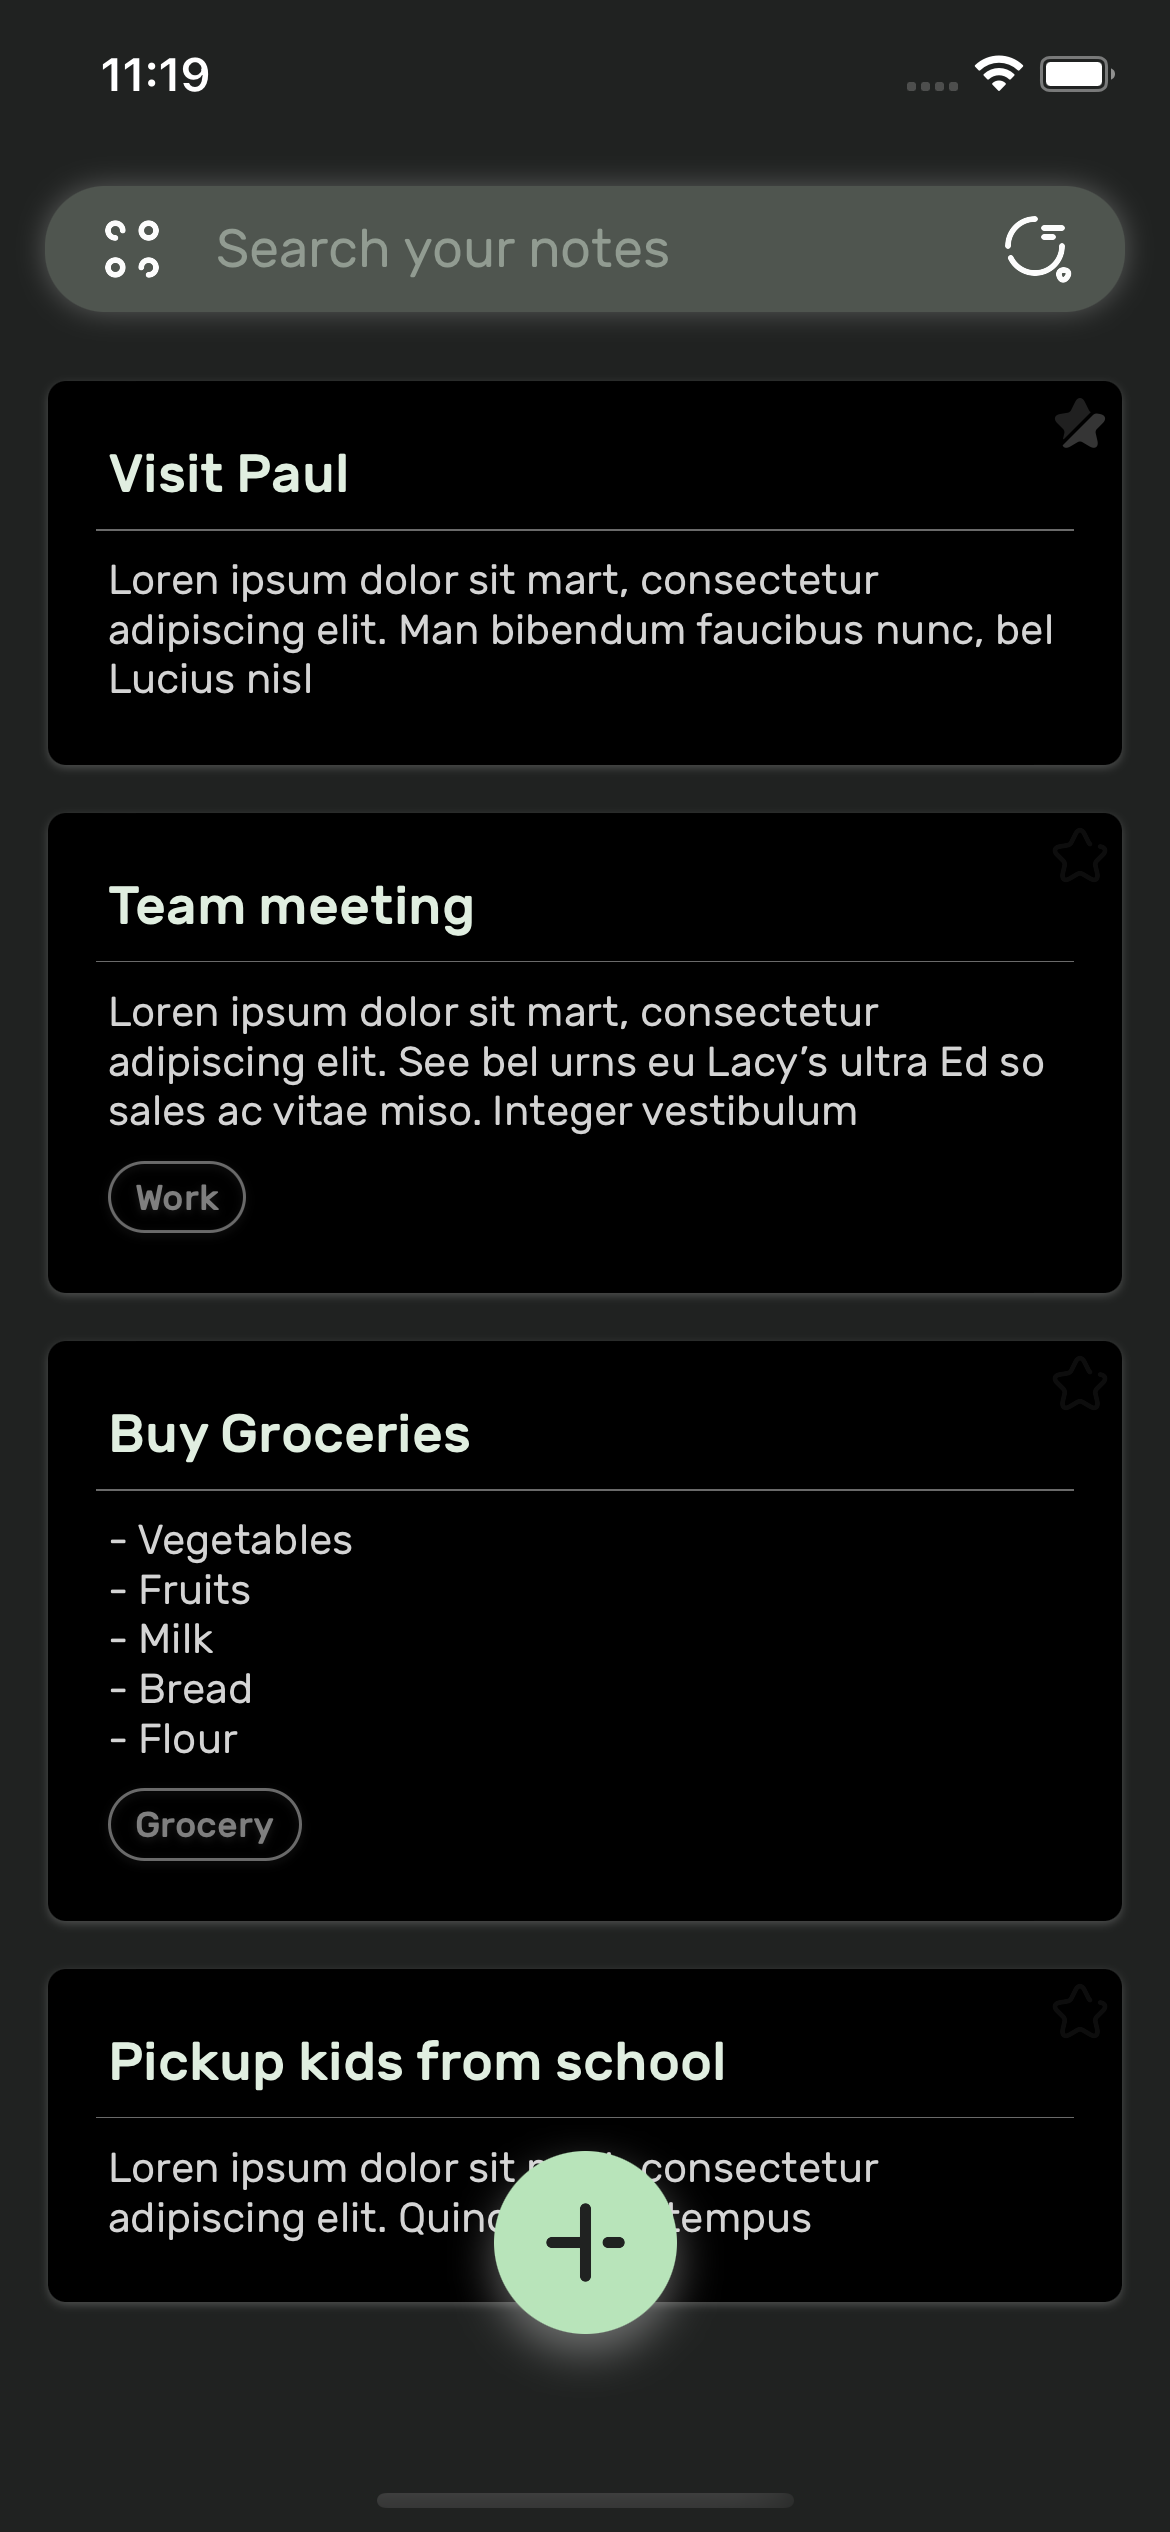 11:19
Search your notes
Visit Paul
Loren ipsum dolor sit mart, consectetur
adipiscing elit. Man bibendum faucibus nunc, bel
Lucius nisl
Team meeting
Loren ipsum dolor sit mart, consectetur
adipiscing elit. See bel urns eu Lacy’s ultra Ed so
sales ac vitae miso. Integer vestibulum
Work
Buy Groceries
- Vegetables
- Fruits
- Milk
- Bread
- Flour
Grocery
Pickup kids from school
Loren ipsum dolor sit consectetur
adipiscing elit. tempus